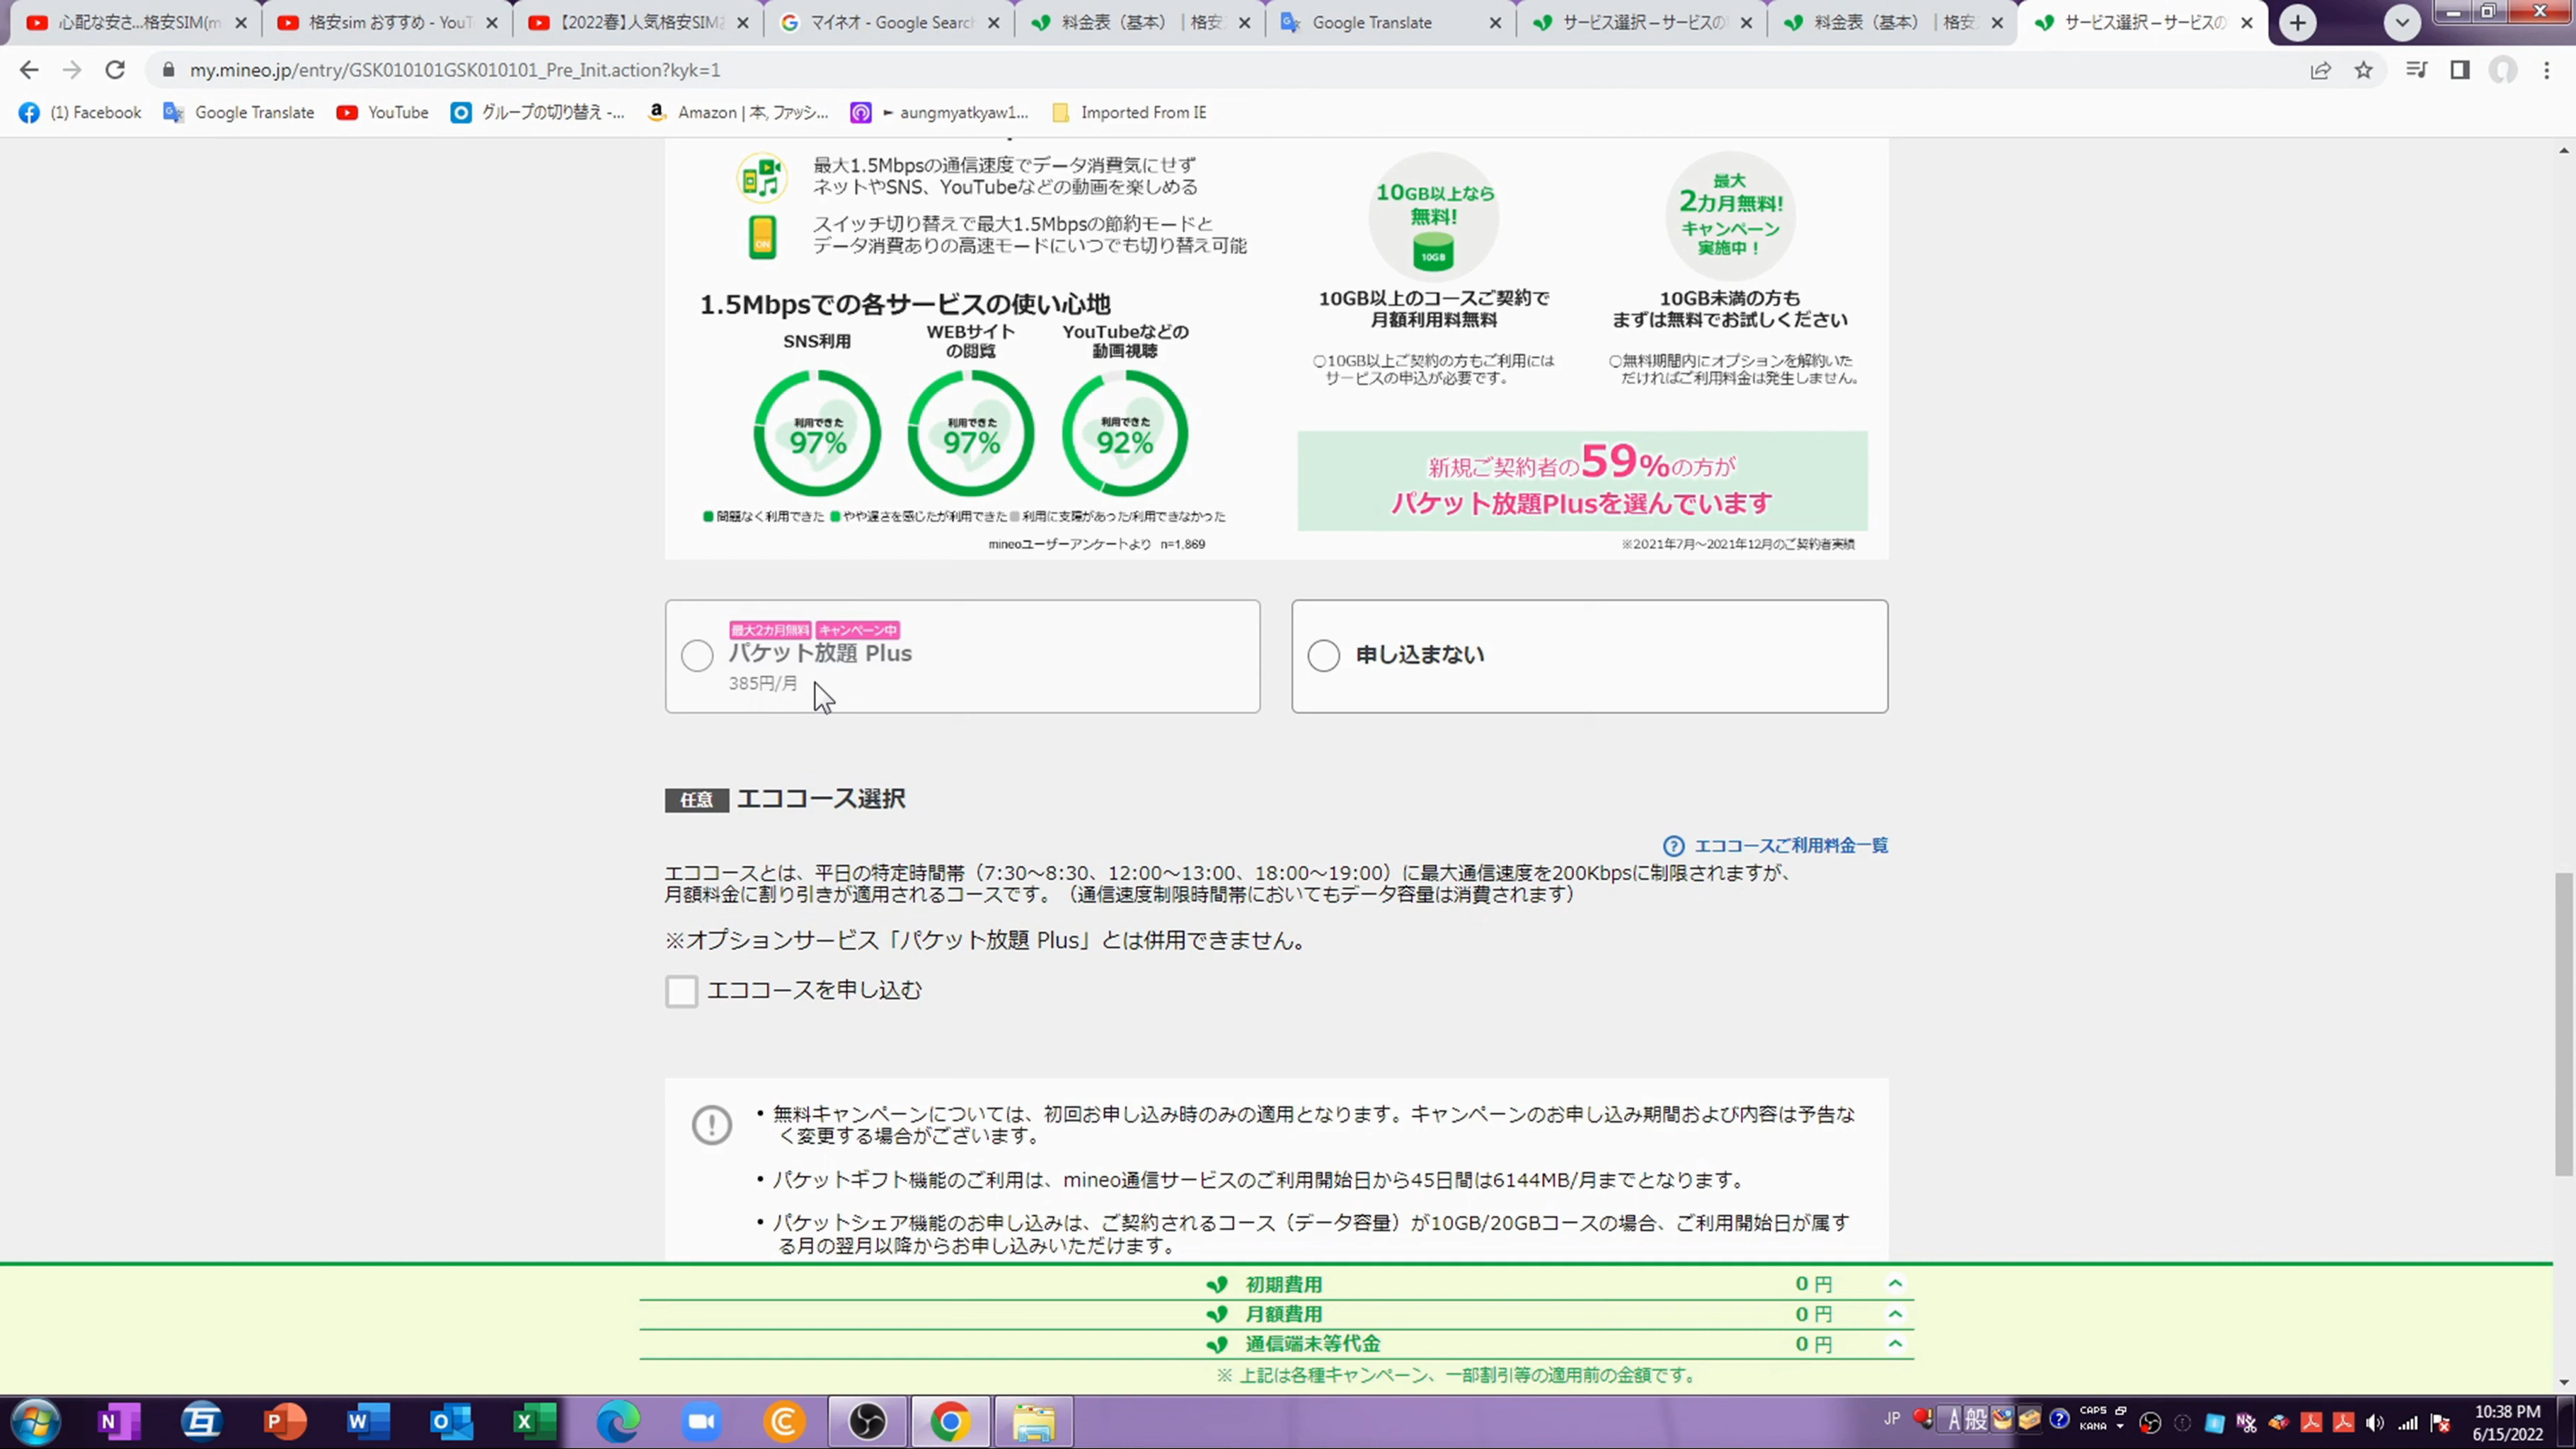 心配な安さ...格安SIM(m
格安sim おすすめ - YouT
【2022春】人気格安SIMお
マイネオ - Google Search
料金表（基本）｜格安ス
Google Translate
サービス選択 – サービスの
料金表（基本）｜格安ス
サービス選択 – サービスの
my.mineo.jp/entry/GSK010101GSK010101_Pre_Init.action?kyk=1
(1) Facebook
Google Translate
YouTube
グループの切り替え -...
Amazon | 本, ファッシ...
► aungmyatkyaw1...
Imported From IE
最大1.5Mbpsの通信速度でデータ消費気にせず
ネットやSNS、YouTubeなどの動画を楽しめる
ON
スイッチ切り替えで最大1.5Mbpsの節約モードと
データ消費ありの高速モードにいつでも切り替え可能
1.5Mbpsでの各サービスの使い心地
SNS利用
利用できた
97%
WEBサイト
の閲覧
利用できた
97%
YouTubeなどの
動画視聴
利用できた
92%
問題なく利用できた やや遅さを感じたが利用できた 利用に支障があった/利用できなかった
mineoユーザーアンケートより n=1,869
10GB以上なら
無料!
10GB
10GB以上のコースご契約で
月額利用料無料
○10GB以上ご契約の方もご利用には
サービスの申込が必要です。
最大
2カ月無料!
キャンペーン
実施中！
10GB未満の方も
まずは無料でお試しください
○無料期間内にオプションを解約いた
だければご利用料金は発生しません。
新規ご契約者の59%の方が
パケット放題Plusを選んでいます
※2021年7月～2021年12月のご契約者実績
最大2カ月無料 キャンペーン中
パケット放題 Plus
385円/月
申し込まない
任意 エココース選択
エココースご利用料金一覧
エココースとは、平日の特定時間帯（7:30～8:30、12:00～13:00、18:00～19:00）に最大通信速度を200Kbpsに制限されますが、
月額料金に割り引きが適用されるコースです。（通信速度制限時間帯においてもデータ容量は消費されます）
※オプションサービス「パケット放題 Plus」とは併用できません。
エココースを申し込む
• 無料キャンペーンについては、初回お申し込み時のみの適用となります。キャンペーンのお申し込み期間および内容は予告な
く変更する場合がございます。
• パケットギフト機能のご利用は、mineo通信サービスのご利用開始日から45日間は6144MB/月までとなります。
• パケットシェア機能のお申し込みは、ご契約されるコース（データ容量）が10GB/20GBコースの場合、ご利用開始日が属す
る月の翌月以降からお申し込みいただけます。
初期費用 0 円
月額費用 0 円
通信端末等代金 0 円
※ 上記は各種キャンペーン、一部割引等の適用前の金額です。
JP
A 般
CAPS
KANA
10:38 PM
6/15/2022